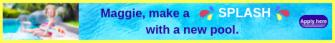 Maggie, make a SPLASH
with a new pool.
Apply here